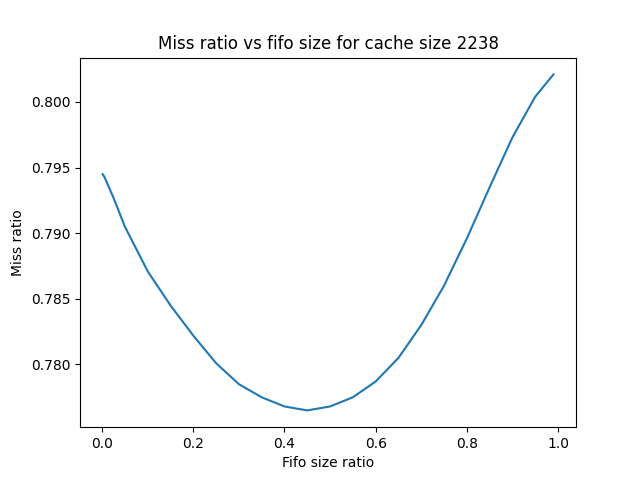 Miss ratio vs fifo size for cache size 2238
0.800
0.795
0.790
0.785
0.780
Miss ratio
0.0 0.2 0.4 0.6 0.8 1.0
Fifo size ratio